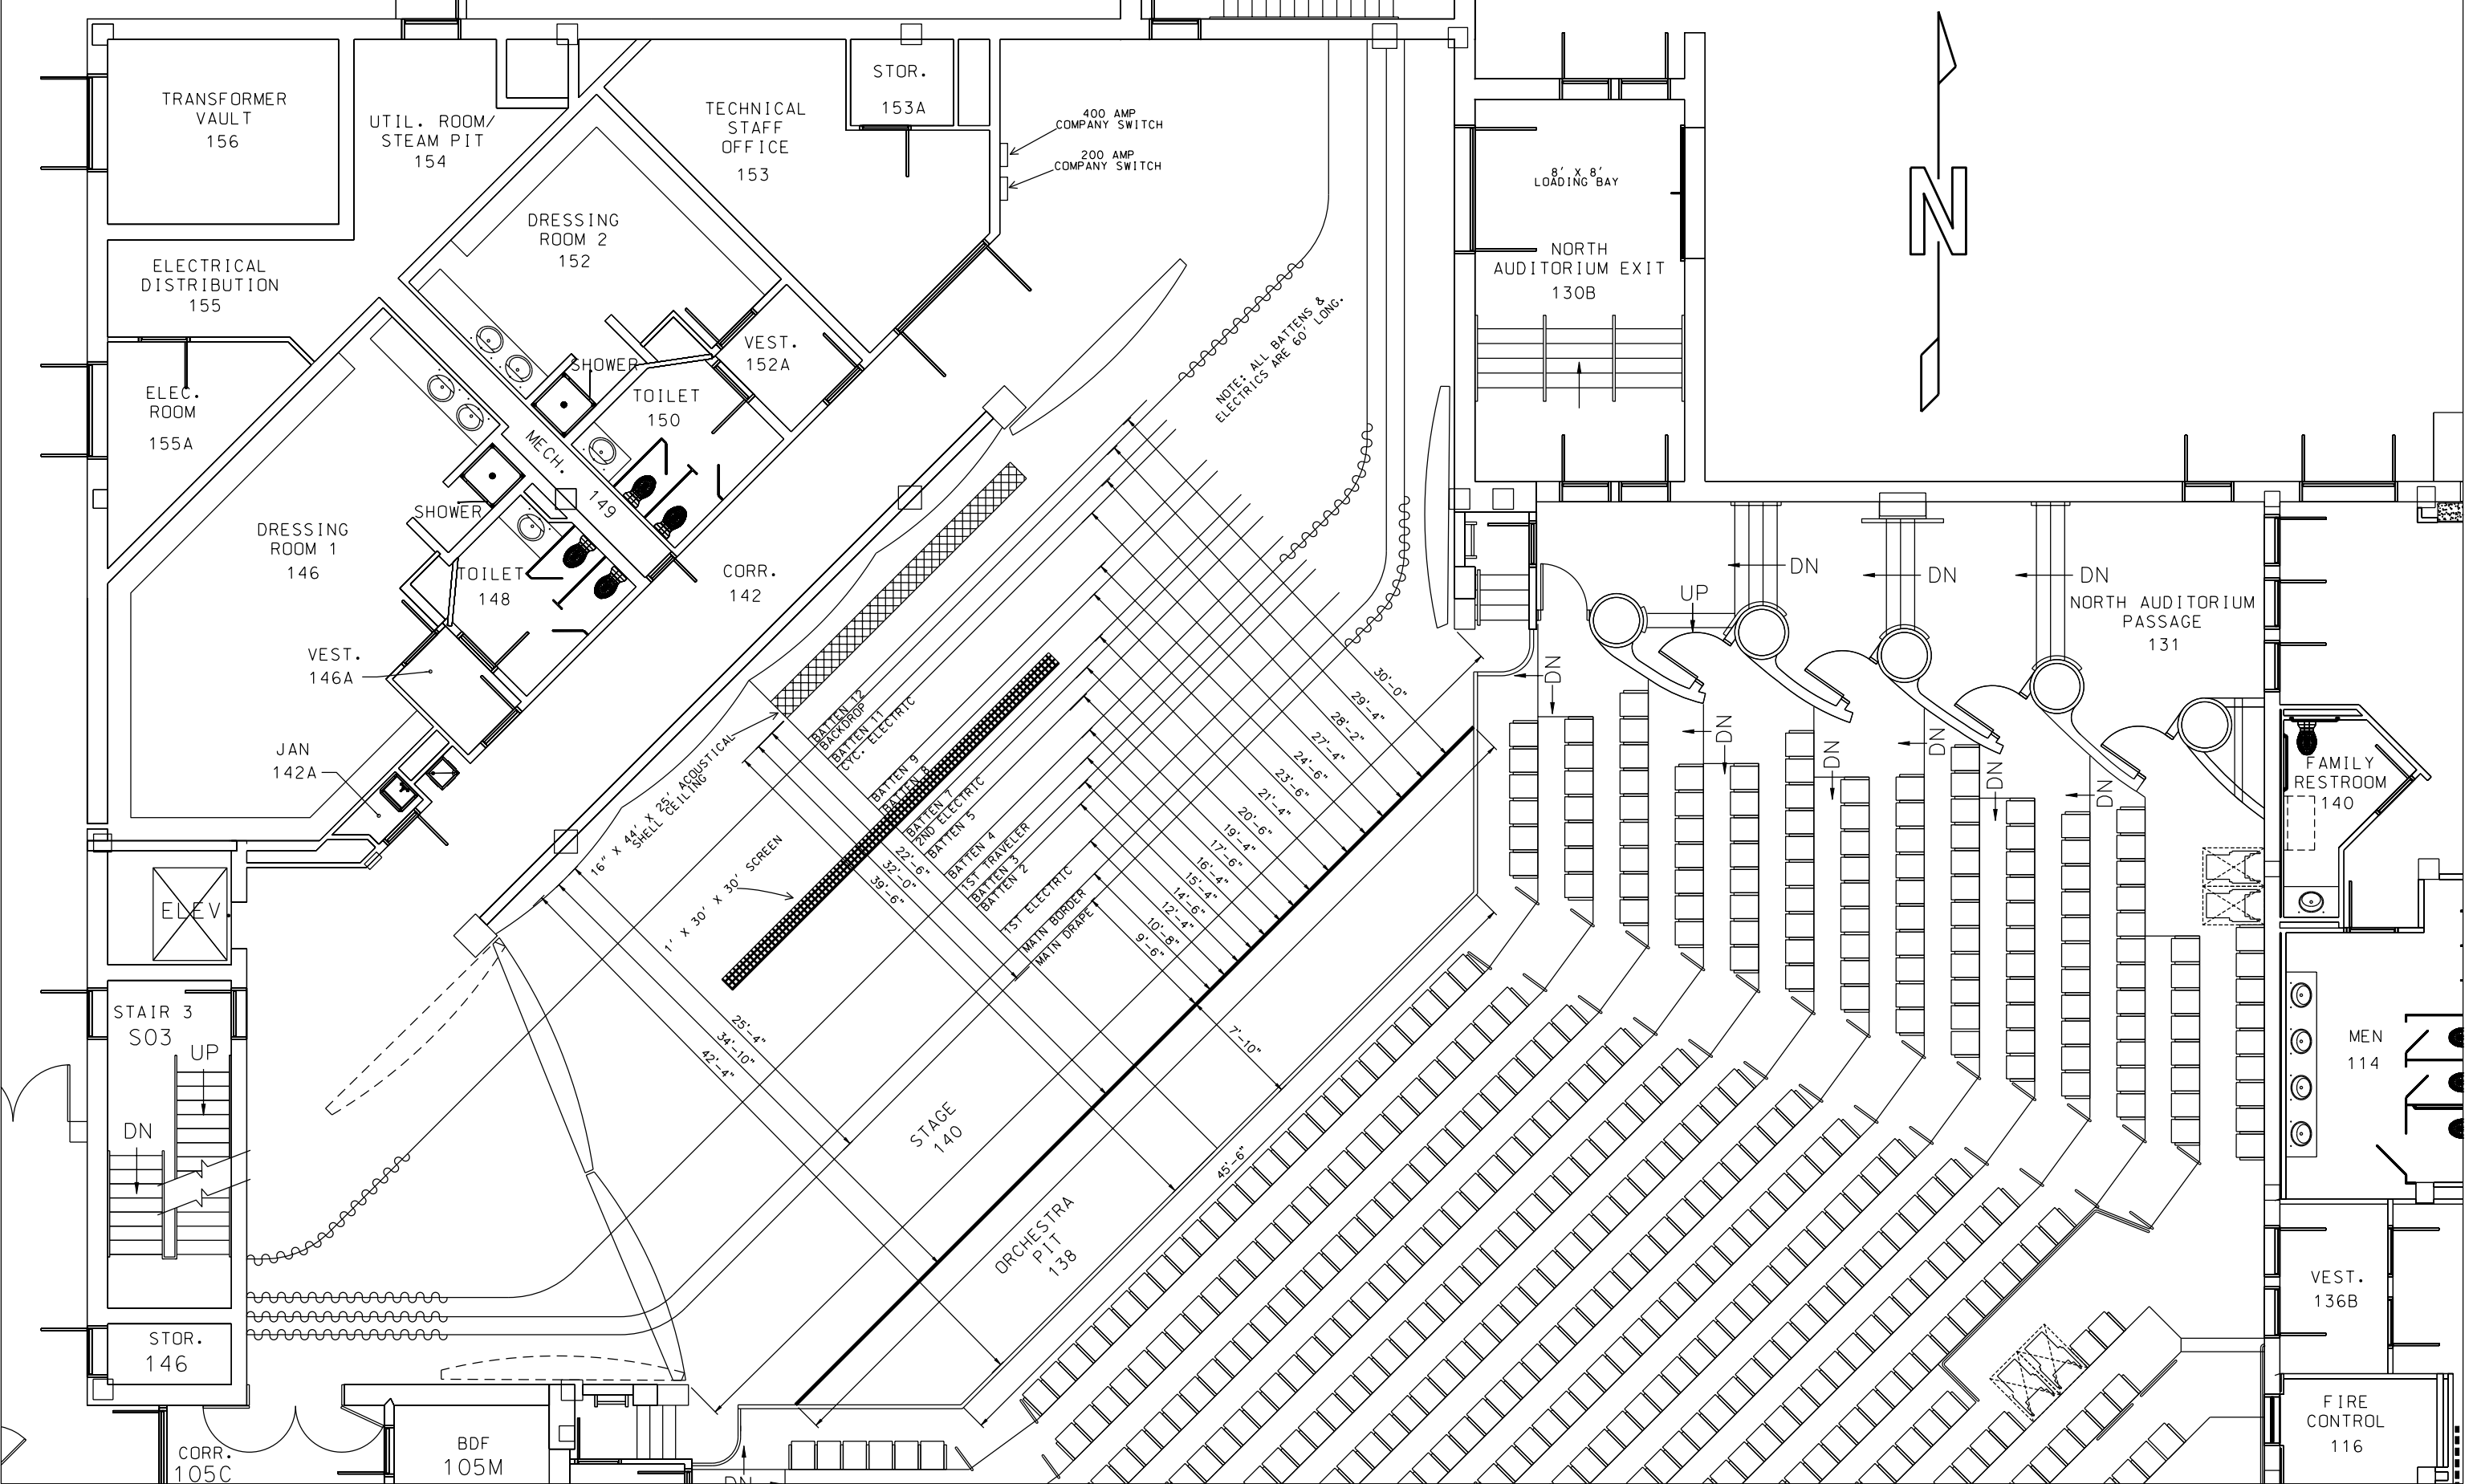 TRANSFORMER
VAULT
156
UTIL. ROOM/
STEAM PIT
154
TECHNICAL
STAFF
OFFICE
153
STOR.
153A
400 AMP
COMPANY SWITCH
200 AMP
COMPANY SWITCH
8' X 8'
LOADING BAY
NORTH
AUDITORIUM EXIT
130B
N
ELECTRICAL
DISTRIBUTION
155
DRESSING
ROOM 2
152
VEST.
152A
SHOWER
TOILET
150
ELEC.
ROOM
155A
MECH.
149
NOTE: ALL BATTENS &
ELECTRICS ARE 60' LONG.
DRESSING
ROOM 1
146
SHOWER
TOILET
148
CORR.
142
VEST.
146A
JAN
142A
UP
DN
DN
DN
NORTH AUDITORIUM
PASSAGE
131
DN
DN
DN
DN
DN
DN
FAMILY
RESTROOM
140
16" X 44' X 25' ACOUSTICAL
SHELL CEILING
1' X 30' X 30' SCREEN
BATTEN 12
BACKDROP
BATTEN 11
CYC. ELECTRIC
BATTEN 9
BATTEN 8
BATTEN 7
2ND ELECTRIC
BATTEN 5
BATTEN 4
1ST TRAVELER
BATTEN 3
BATTEN 2
1ST ELECTRIC
MAIN BORDER
MAIN DRAPE
30'-0"
29'-4"
28'-2"
27'-4"
24'-6"
23'-6"
21'-4"
20'-6"
19'-4"
17'-6"
16'-4"
15'-4"
14'-6"
12'-4"
10'-8"
9'-6"
7'-10"
22'-6"
32'-0"
39'-6"
25'-4"
34'-10"
42'-4"
45'-6"
STAGE
140
ORCHESTRA
PIT
138
ELEV
STAIR 3
S03
UP
DN
STOR.
146
CORR.
105C
BDF
105M
DN
MEN
114
VEST.
136B
FIRE
CONTROL
116